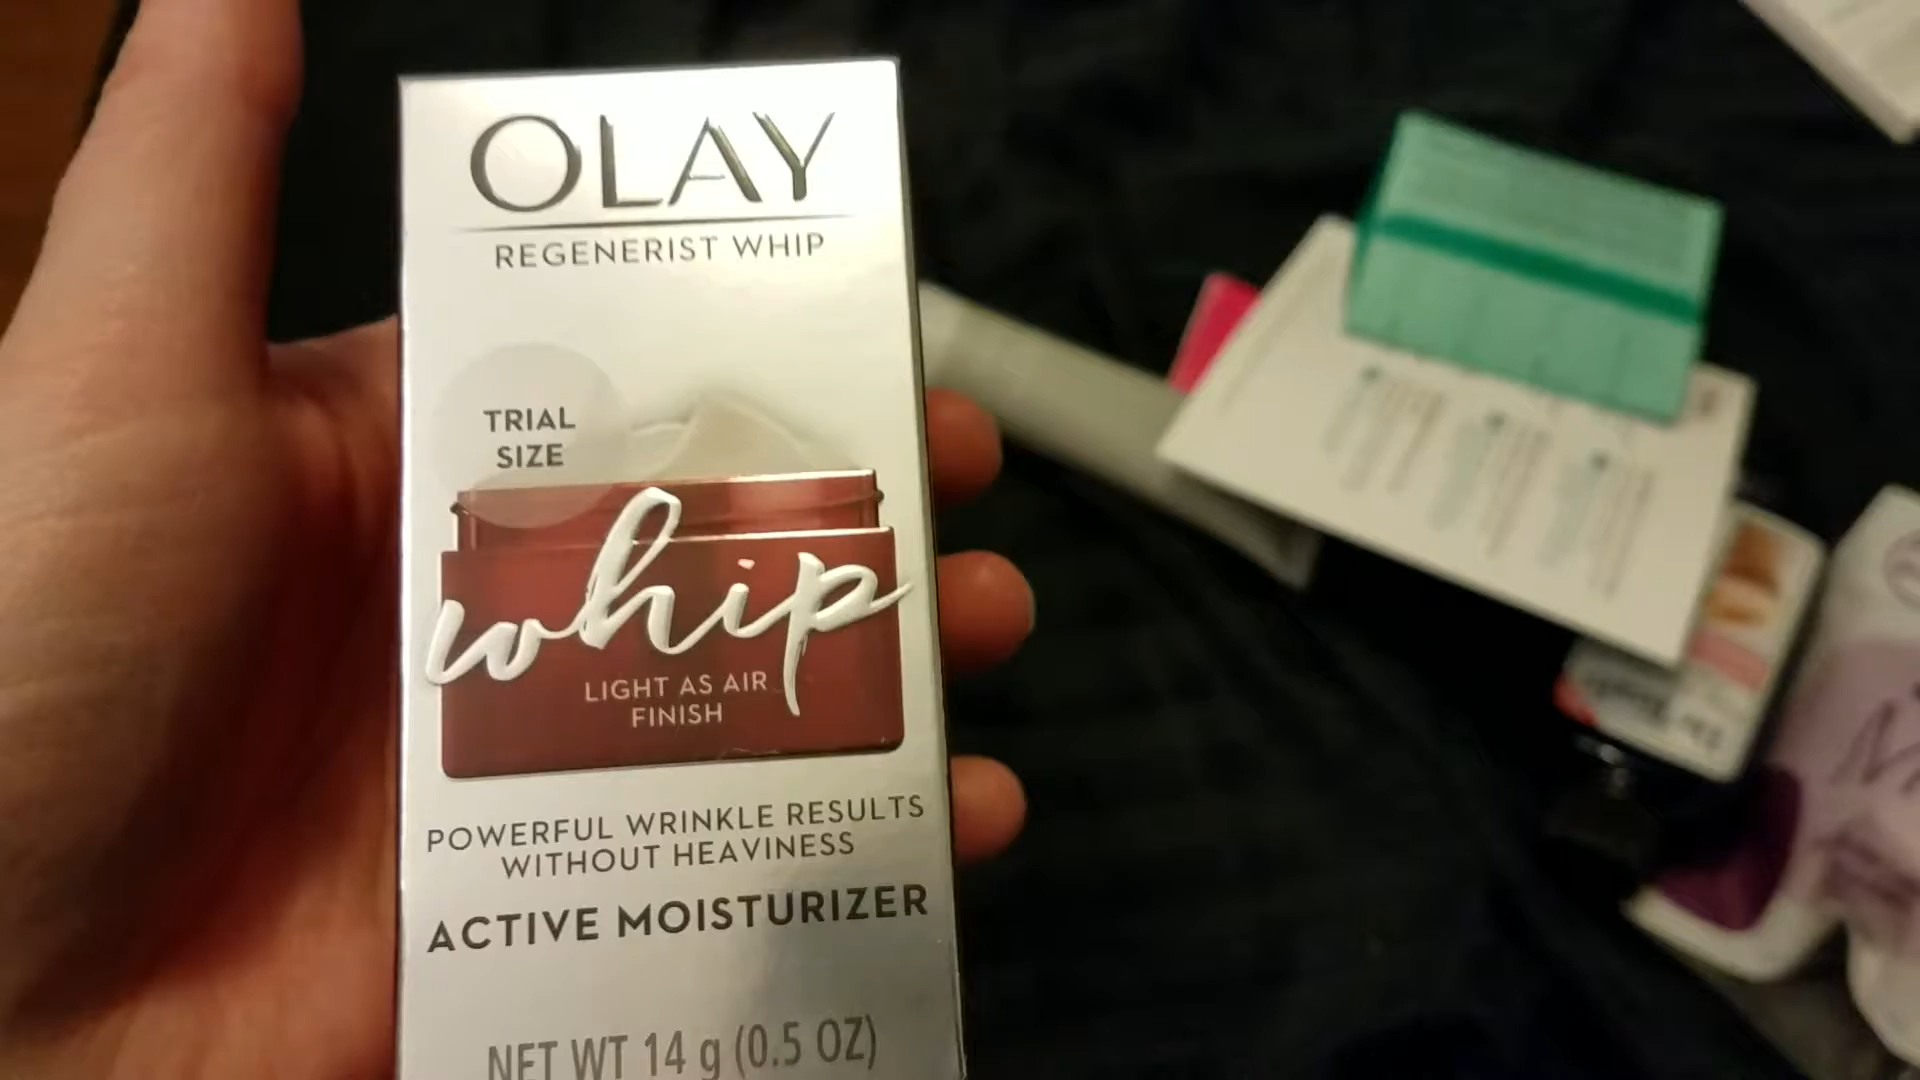 OLAY
REGENERIST WHIP
TRIAL
SIZE
whip
LIGHT AS AIR
FINISH
POWERFUL WRINKLE RESULTS
WITHOUT HEAVINESS
ACTIVE MOISTURIZER
NET WT 14 g (0.5 OZ)